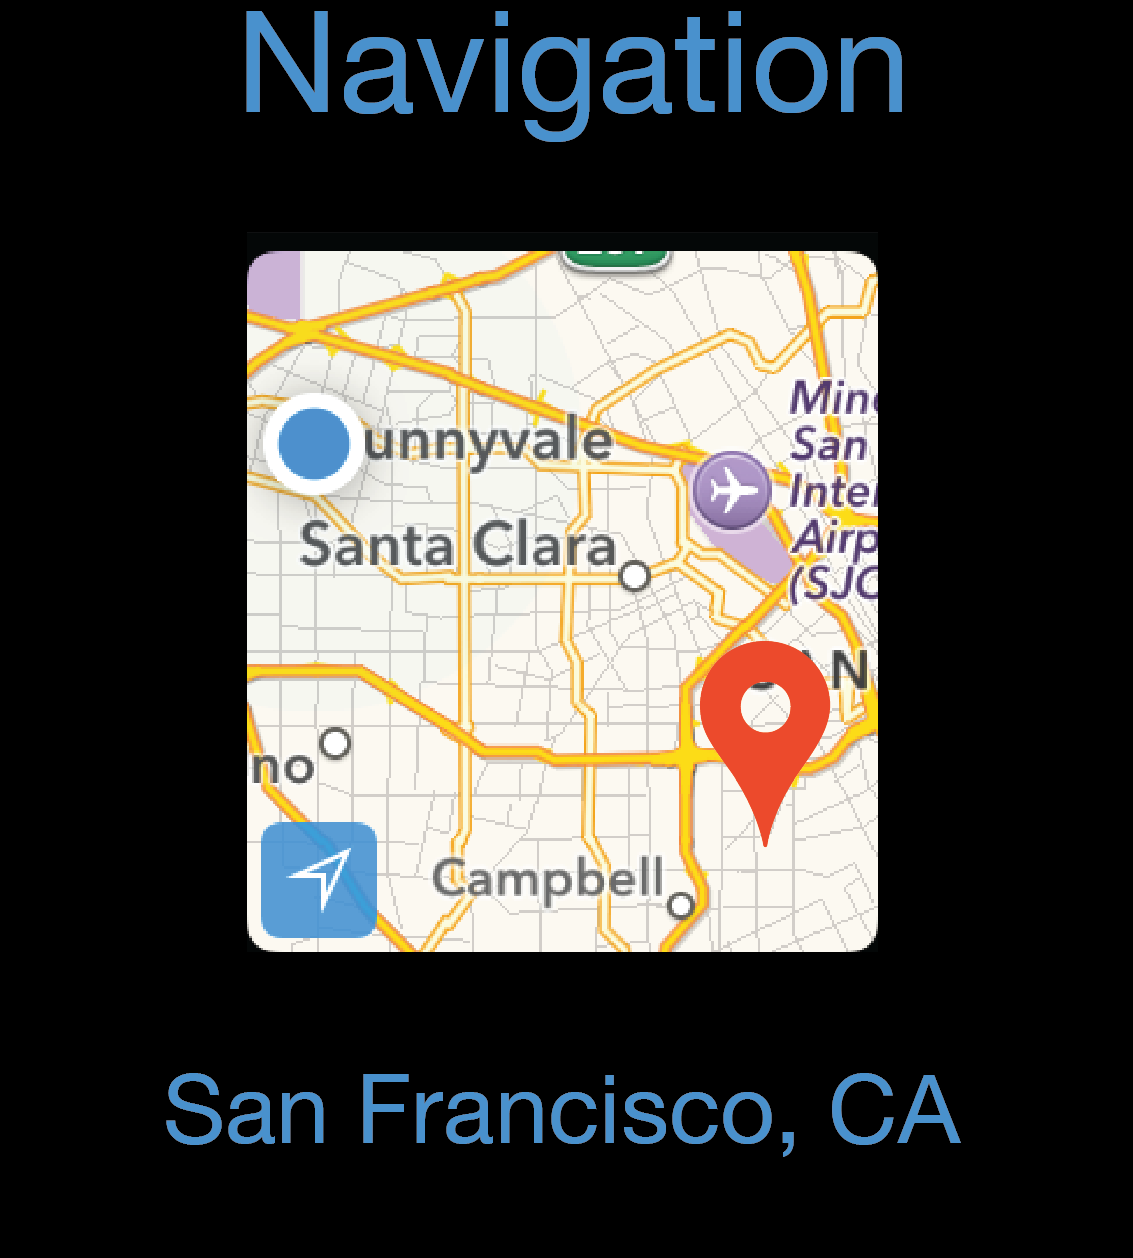 Navigation
Min
San
Inte
Airp
(SJC
unnyvale
Santa Clara
AN
no
Campbell
San Francisco, CA